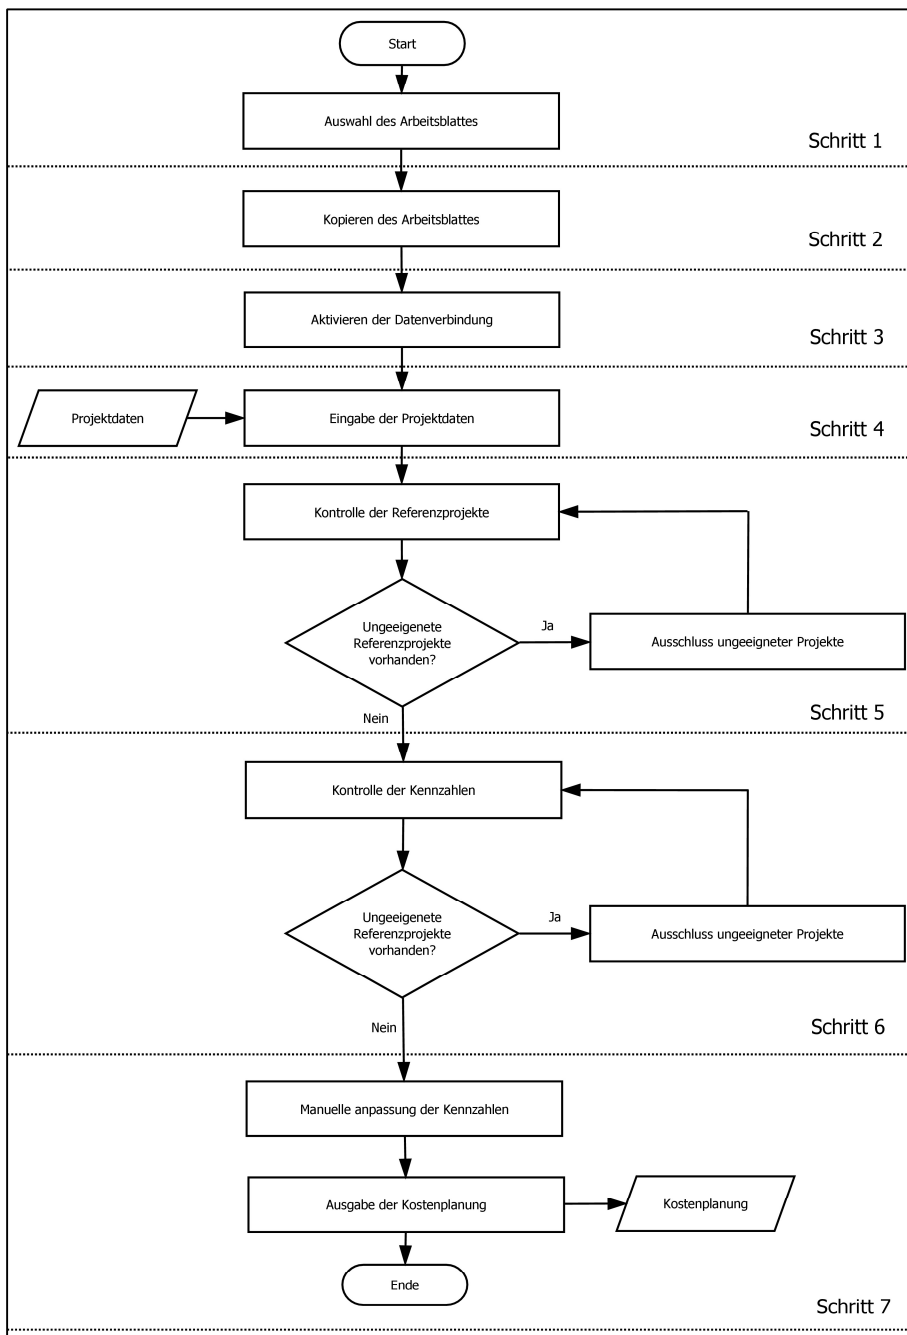 Start
Auswahl des Arbeitsblattes
Schritt 1
Kopieren des Arbeitsblattes
Schritt 2
Aktivieren der Datenverbindung
Schritt 3
Projektdaten
Eingabe der Projektdaten
Schritt 4
Kontrolle der Referenzprojekte
Ungeeigenete
Referenzprojekte
vorhanden?
Ja
Ausschluss ungeeigneter Projekte
Nein
Schritt 5
Kontrolle der Kennzahlen
Ungeeigenete
Referenzprojekte
vorhanden?
Ja
Ausschluss ungeeigneter Projekte
Nein
Schritt 6
Manuelle anpassung der Kennzahlen
Ausgabe der Kostenplanung
Kostenplanung
Ende
Schritt 7